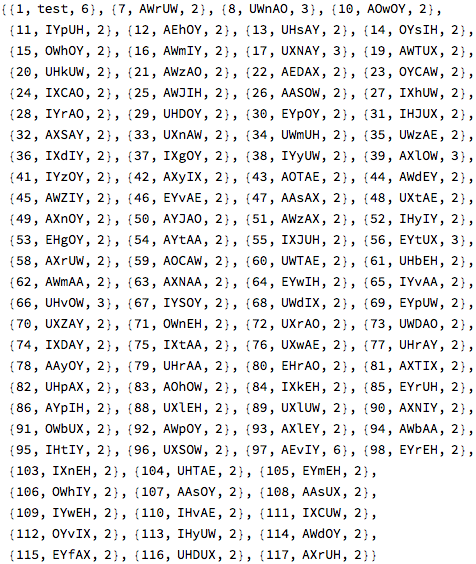 {{1, test, 6}, {7, AWrUW, 2}, {8, UWnAO, 3}, {10, AOwOY, 2},
{11, IYpUH, 2}, {12, AEhOY, 2}, {13, UHsAY, 2}, {14, OYsIH, 2},
{15, OWhOY, 2}, {16, AWmIY, 2}, {17, UXNAY, 3}, {19, AWTUX, 2},
{20, UHkUW, 2}, {21, AWzAO, 2}, {22, AEDAX, 2}, {23, OYCAW, 2},
{24, IXCAO, 2}, {25, AWJIH, 2}, {26, AASOW, 2}, {27, IXhUW, 2},
{28, IYrAO, 2}, {29, UHDOY, 2}, {30, EYpOY, 2}, {31, IHJUX, 2},
{32, AXSAY, 2}, {33, UXnAW, 2}, {34, UWmUH, 2}, {35, UWzAE, 2},
{36, IXdIY, 2}, {37, IXgOY, 2}, {38, IYyUW, 2}, {39, AXlOW, 3},
{41, IYzOY, 2}, {42, AXyIX, 2}, {43, AOTAE, 2}, {44, AWdEY, 2},
{45, AWZIY, 2}, {46, EYvAE, 2}, {47, AAsAX, 2}, {48, UXtAE, 2},
{49, AXnOY, 2}, {50, AYJAO, 2}, {51, AWzAX, 2}, {52, IHyIY, 2},
{53, EHgOY, 2}, {54, AYtAA, 2}, {55, IXJUH, 2}, {56, EYtUX, 3},
{58, AXrUW, 2}, {59, AOCAW, 2}, {60, UWTAE, 2}, {61, UHbEH, 2},
{62, AWmAA, 2}, {63, AXNAA, 2}, {64, EYwIH, 2}, {65, IYvAA, 2},
{66, UHvOW, 3}, {67, IYSOY, 2}, {68, UWdIX, 2}, {69, EYpUW, 2},
{70, UXZAY, 2}, {71, OWnEH, 2}, {72, UXrAO, 2}, {73, UWDAO, 2},
{74, IXDAY, 2}, {75, IXtAA, 2}, {76, UXwAE, 2}, {77, UHrAY, 2},
{78, AAyOY, 2}, {79, UHrAA, 2}, {80, EHrAO, 2}, {81, AXTIX, 2},
{82, UHpAX, 2}, {83, AOhOW, 2}, {84, IXkEH, 2}, {85, EYrUH, 2},
{86, AYpIH, 2}, {88, UXlEH, 2}, {89, UXlUW, 2}, {90, AXNIY, 2},
{91, OWbUX, 2}, {92, AWpOY, 2}, {93, AXlEY, 2}, {94, AWbAA, 2},
{95, IHtIY, 2}, {96, UXSOW, 2}, {97, AEvIY, 6}, {98, EYrEH, 2},
{103, IXnEH, 2}, {104, UHTAE, 2}, {105, EYmEH, 2},
{106, OWhIY, 2}, {107, AAsOY, 2}, {108, AAsUX, 2},
{109, IYwEH, 2}, {110, IHvAE, 2}, {111, IXCUW, 2},
{112, OYvIX, 2}, {113, IHyUW, 2}, {114, AWdOY, 2},
{115, EYfAX, 2}, {116, UHDUX, 2}, {117, AXrUH, 2}}